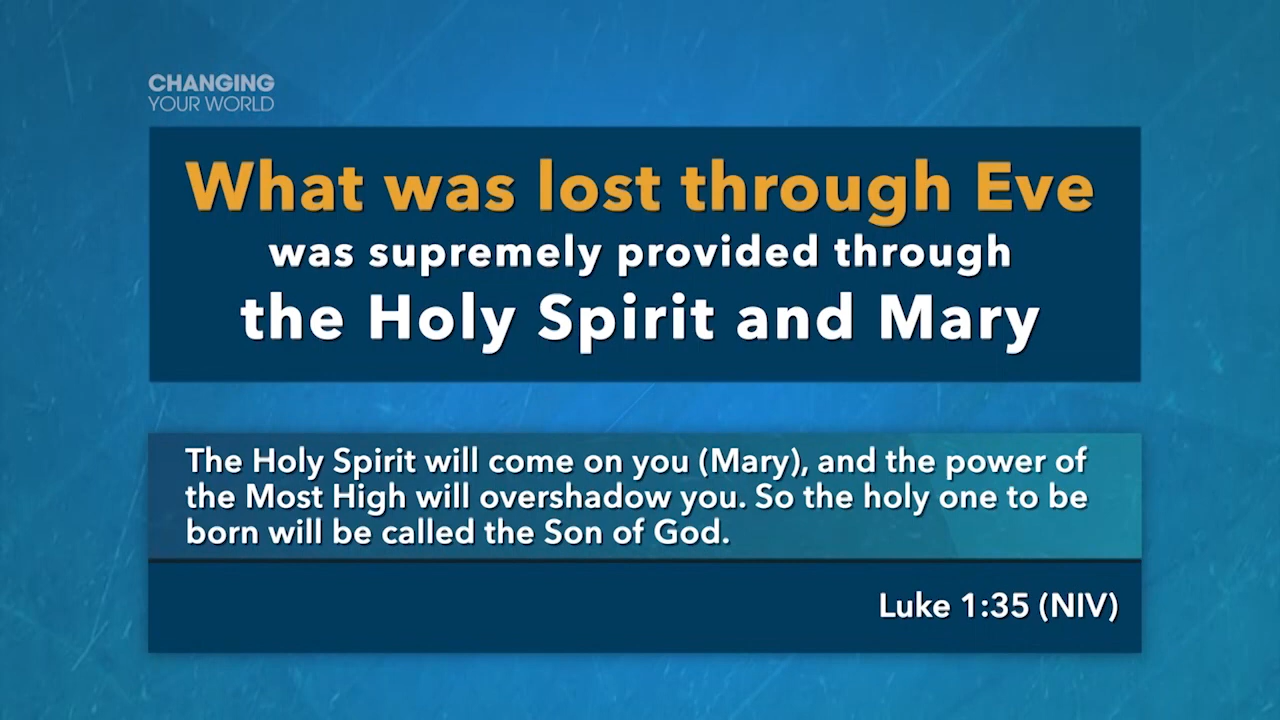 CHANGING
YOUR WORLD
What was lost through Eve
was supremely provided through
the Holy Spirit and Mary
The Holy Spirit will come on you (Mary), and the power of
the Most High will overshadow you. So the holy one to be
born will be called the Son of God.
Luke 1:35 (NIV)